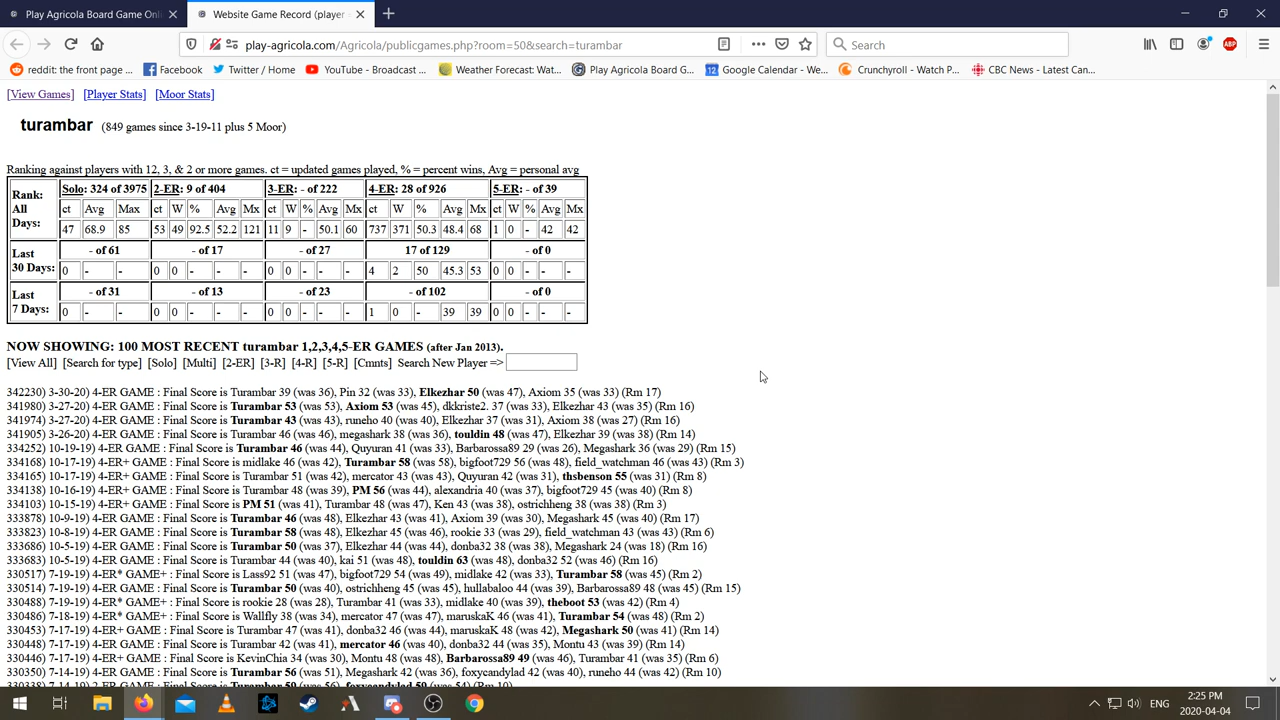 Play Agricola Board Game Onli
Website Game Record (player
play-agricola.com/Agricola/publicgames.php?room=50&search=turambar
Search
reddit: the front page ...
Facebook
Twitter / Home
YouTube - Broadcast ...
Weather Forecast: Wat...
Play Agricola Board G...
12
Google Calendar - We...
Crunchyroll - Watch P...
CBC News - Latest Can...
ABP
[View Games] [Player Stats] [Moor Stats]
turambar (849 games since 3-19-11 plus 5 Moor)
Ranking against players with 12, 3, & 2 or more games. ct = updated games played, % = percent wins, Avg = personal avg
Rank: All Days: Solo: 324 of 3975 2-ER: 9 of 404 3-ER: - of 222 4-ER: 28 of 926 5-ER: - of 39
ct Avg Max ct W % Avg Mx ct W % Avg Mx ct W % Avg Mx ct W % Avg Mx
47 68.9 85 53 49 92.5 52.2 121 11 9 - 50.1 60 737 371 50.3 48.4 68 1 0 - 42 42
Last 30 Days: - of 61 - of 17 - of 27 17 of 129 - of 0
0 - - 0 0 - - - 0 0 - - - 4 2 50 45.3 53 0 0 - - -
Last 7 Days: - of 31 - of 13 - of 23 - of 102 - of 0
0 - - 0 0 - - - 0 0 - - - 1 0 - 39 39 0 0 - - -
NOW SHOWING: 100 MOST RECENT turambar 1,2,3,4,5-ER GAMES (after Jan 2013).
[View All] [Search for type] [Solo] [Multi] [2-ER] [3-R] [4-R] [5-R] [Cmnts] Search New Player =>
342230) 3-30-20) 4-ER GAME : Final Score is Turambar 39 (was 36), Pin 32 (was 33), Elkezhar 50 (was 47), Axiom 35 (was 33) (Rm 17)
341980) 3-27-20) 4-ER GAME : Final Score is Turambar 53 (was 53), Axiom 53 (was 45), dkkriste2. 37 (was 33), Elkezhar 43 (was 35) (Rm 16)
341974) 3-27-20) 4-ER GAME : Final Score is Turambar 43 (was 43), runeho 40 (was 40), Elkezhar 37 (was 31), Axiom 38 (was 27) (Rm 16)
341905) 3-26-20) 4-ER GAME : Final Score is Turambar 46 (was 46), megashark 38 (was 36), touldin 48 (was 47), Elkezhar 39 (was 38) (Rm 14)
334252) 10-19-19) 4-ER GAME : Final Score is Turambar 46 (was 44), Quyuran 41 (was 33), Barbarossa89 29 (was 26), Megashark 36 (was 29) (Rm 15)
334168) 10-17-19) 4-ER+ GAME : Final Score is midlake 46 (was 42), Turambar 58 (was 58), bigfoot729 56 (was 48), field_watchman 46 (was 43) (Rm 3)
334165) 10-17-19) 4-ER+ GAME : Final Score is Turambar 51 (was 42), mercator 43 (was 43), Quyuran 42 (was 31), thsbenson 55 (was 31) (Rm 8)
334138) 10-16-19) 4-ER GAME : Final Score is Turambar 48 (was 39), PM 56 (was 44), alexandria 40 (was 37), bigfoot729 45 (was 40) (Rm 8)
334103) 10-15-19) 4-ER+ GAME : Final Score is PM 51 (was 41), Turambar 48 (was 47), Ken 43 (was 38), ostrichheng 38 (was 38) (Rm 3)
333878) 10-9-19) 4-ER GAME : Final Score is Turambar 46 (was 48), Elkezhar 43 (was 41), Axiom 39 (was 30), Megashark 45 (was 40) (Rm 17)
333823) 10-8-19) 4-ER GAME : Final Score is Turambar 58 (was 48), Elkezhar 45 (was 46), rookie 33 (was 29), field_watchman 43 (was 43) (Rm 6)
333686) 10-5-19) 4-ER GAME : Final Score is Turambar 50 (was 37), Elkezhar 44 (was 44), donba32 38 (was 38), Megashark 24 (was 18) (Rm 16)
333683) 10-5-19) 4-ER GAME : Final Score is Turambar 44 (was 40), kai 51 (was 48), touldin 63 (was 48), donba32 52 (was 46) (Rm 16)
330517) 7-19-19) 4-ER* GAME+ : Final Score is Lass92 51 (was 47), bigfoot729 54 (was 49), midlake 42 (was 33), Turambar 58 (was 45) (Rm 2)
330514) 7-19-19) 4-ER GAME : Final Score is Turambar 50 (was 40), ostrichheng 45 (was 45), hullabaloo 44 (was 39), Barbarossa89 48 (was 45) (Rm 15)
330488) 7-19-19) 4-ER* GAME+ : Final Score is rookie 28 (was 28), Turambar 41 (was 33), midlake 40 (was 39), theboot 53 (was 42) (Rm 4)
330486) 7-18-19) 4-ER* GAME+ : Final Score is Wallfly 38 (was 34), mercator 47 (was 47), maruskaK 46 (was 41), Turambar 54 (was 48) (Rm 2)
330453) 7-17-19) 4-ER+ GAME : Final Score is Turambar 47 (was 41), donba32 46 (was 44), maruskaK 48 (was 42), Megashark 50 (was 41) (Rm 14)
330448) 7-17-19) 4-ER GAME : Final Score is Turambar 42 (was 41), mercator 46 (was 40), donba32 44 (was 35), Montu 43 (was 39) (Rm 14)
330446) 7-17-19) 4-ER+ GAME : Final Score is KevinChia 34 (was 30), Montu 48 (was 48), Barbarossa89 49 (was 46), Turambar 41 (was 35) (Rm 6)
330350) 7-14-19) 4-ER GAME : Final Score is Turambar 56 (was 51), Megashark 42 (was 36), foxycandylad 42 (was 40), runeho 44 (was 42) (Rm 10)
ENG
2:25 PM
2020-04-04